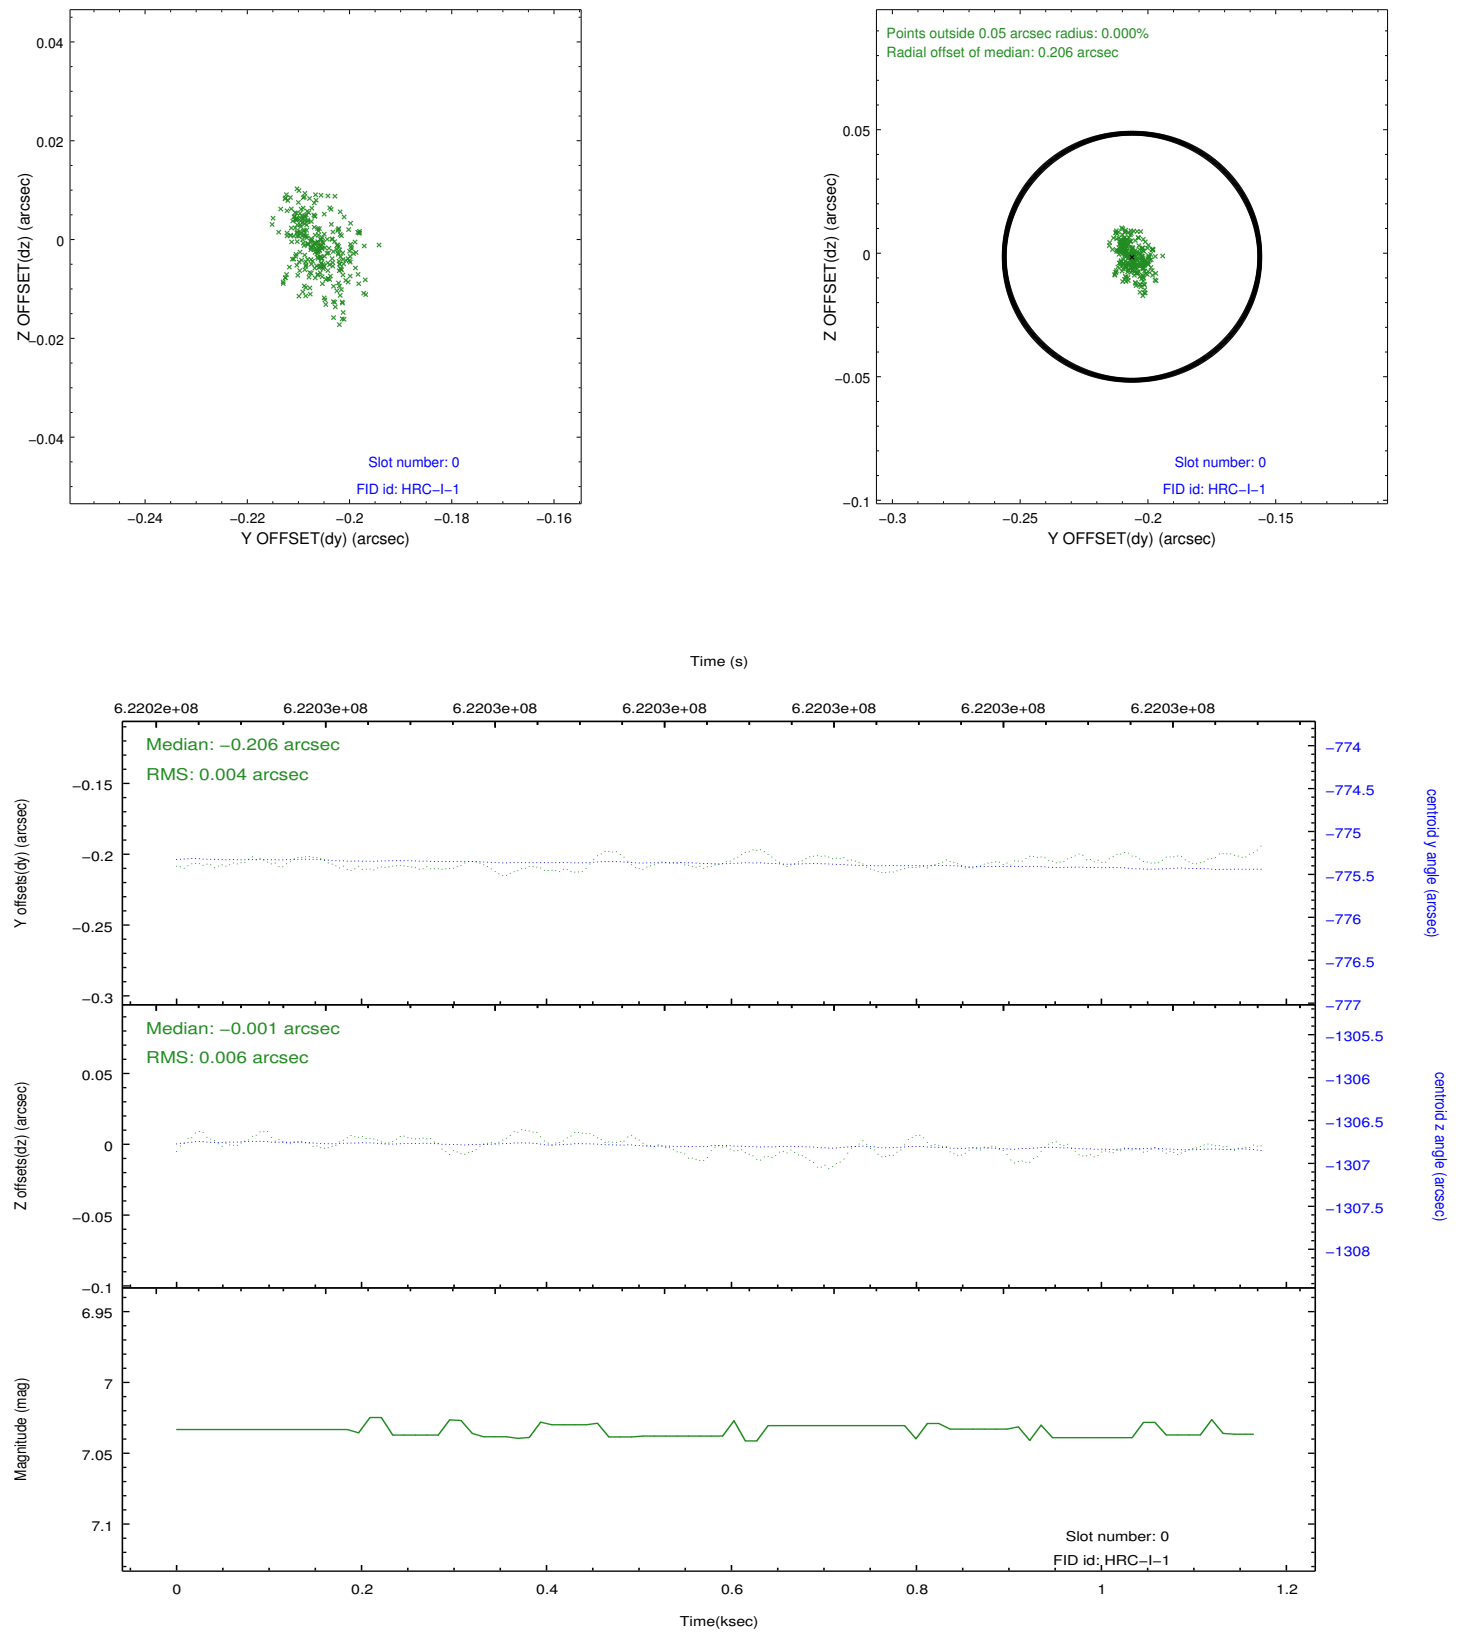 0.04
0.02
0
−0.02
−0.04
Z OFFSET(dz) (arcsec)
Slot number: 0
FID id: HRC−I−1
−0.24 −0.22 −0.2 −0.18 −0.16
Y OFFSET(dy) (arcsec)
Points outside 0.05 arcsec radius: 0.000%
Radial offset of median: 0.206 arcsec
0.05
0
−0.05
−0.1
Z OFFSET(dz) (arcsec)
Slot number: 0
FID id: HRC−I−1
−0.3 −0.25 −0.2 −0.15
Y OFFSET(dy) (arcsec)
Time (s)
6.2202e+08 6.2203e+08 6.2203e+08 6.2203e+08 6.2203e+08 6.2203e+08 6.2203e+08
Median: −0.206 arcsec
RMS: 0.004 arcsec
−0.15
−0.2
−0.25
−0.3
Y offsets(dy) (arcsec)
−774
−774.5
−775
−775.5
−776
−776.5
−777
centroid y angle (arcsec)
Median: −0.001 arcsec
RMS: 0.006 arcsec
0.05
0
−0.05
−0.1
Z offsets(dz) (arcsec)
−1305.5
−1306
−1306.5
−1307
−1307.5
−1308
centroid z angle (arcsec)
6.95
7
7.05
7.1
Magnitude (mag)
Slot number: 0
FID id: HRC−I−1
0 0.2 0.4 0.6 0.8 1 1.2
Time(ksec)